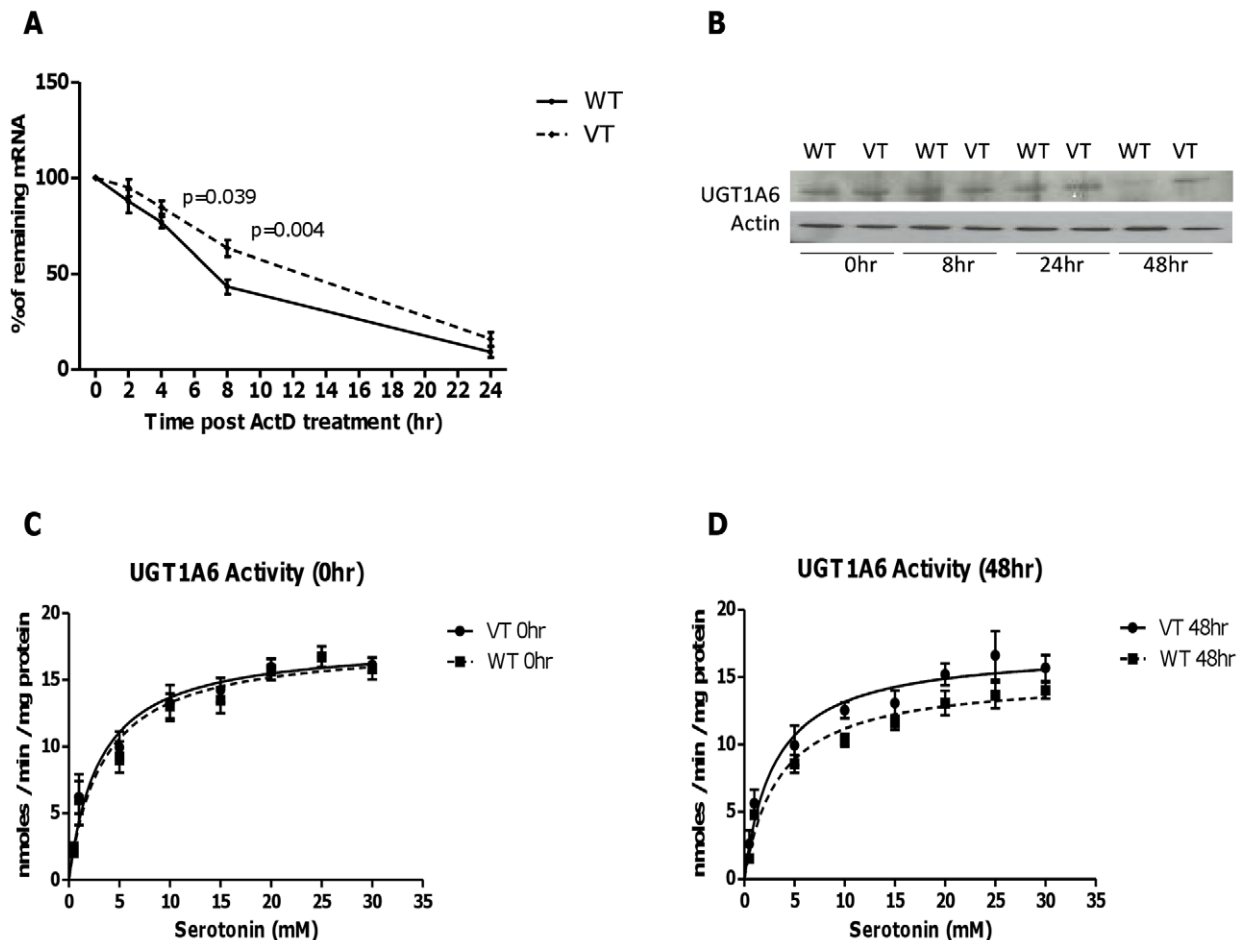 A
150
100
50
0
%of remaining mRNA
WT
VT
p=0.039
p=0.004
0 2 4 6 8 10 12 14 16 18 20 22 24
Time post ActD treatment (hr)
B
WT VT WT VT WT VT WT VT
UGT1A6
Actin
0hr 8hr 24hr 48hr
C
UGT1A6 Activity (0hr)
20
15
10
5
0
nmoles /min /mg protein
VT 0hr
WT 0hr
0 5 10 15 20 25 30 35
Serotonin (mM)
D
UGT1A6 Activity (48hr)
20
15
10
5
0
nmoles /min /mg protein
VT 48hr
WT 48hr
0 5 10 15 20 25 30 35
Serotonin (mM)